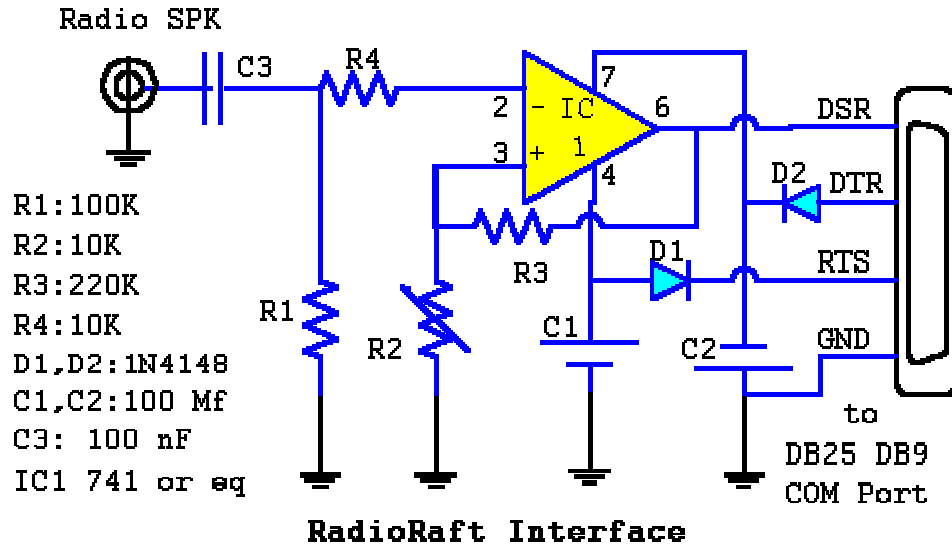 Radio SPK
C3
R4
7
2
-
IC
6
DSR
3
+
1
4
D2
DTR
R1:100K
R2:10K
R3:220K
R4:10K
D1,D2:1N4148
C1,C2:100 Mf
C3: 100 nF
IC1 741 or eq
R3
D1
RTS
R1
R2
C1
C2
GND
to
DB25 DB9
COM Port
RadioRaft Interface